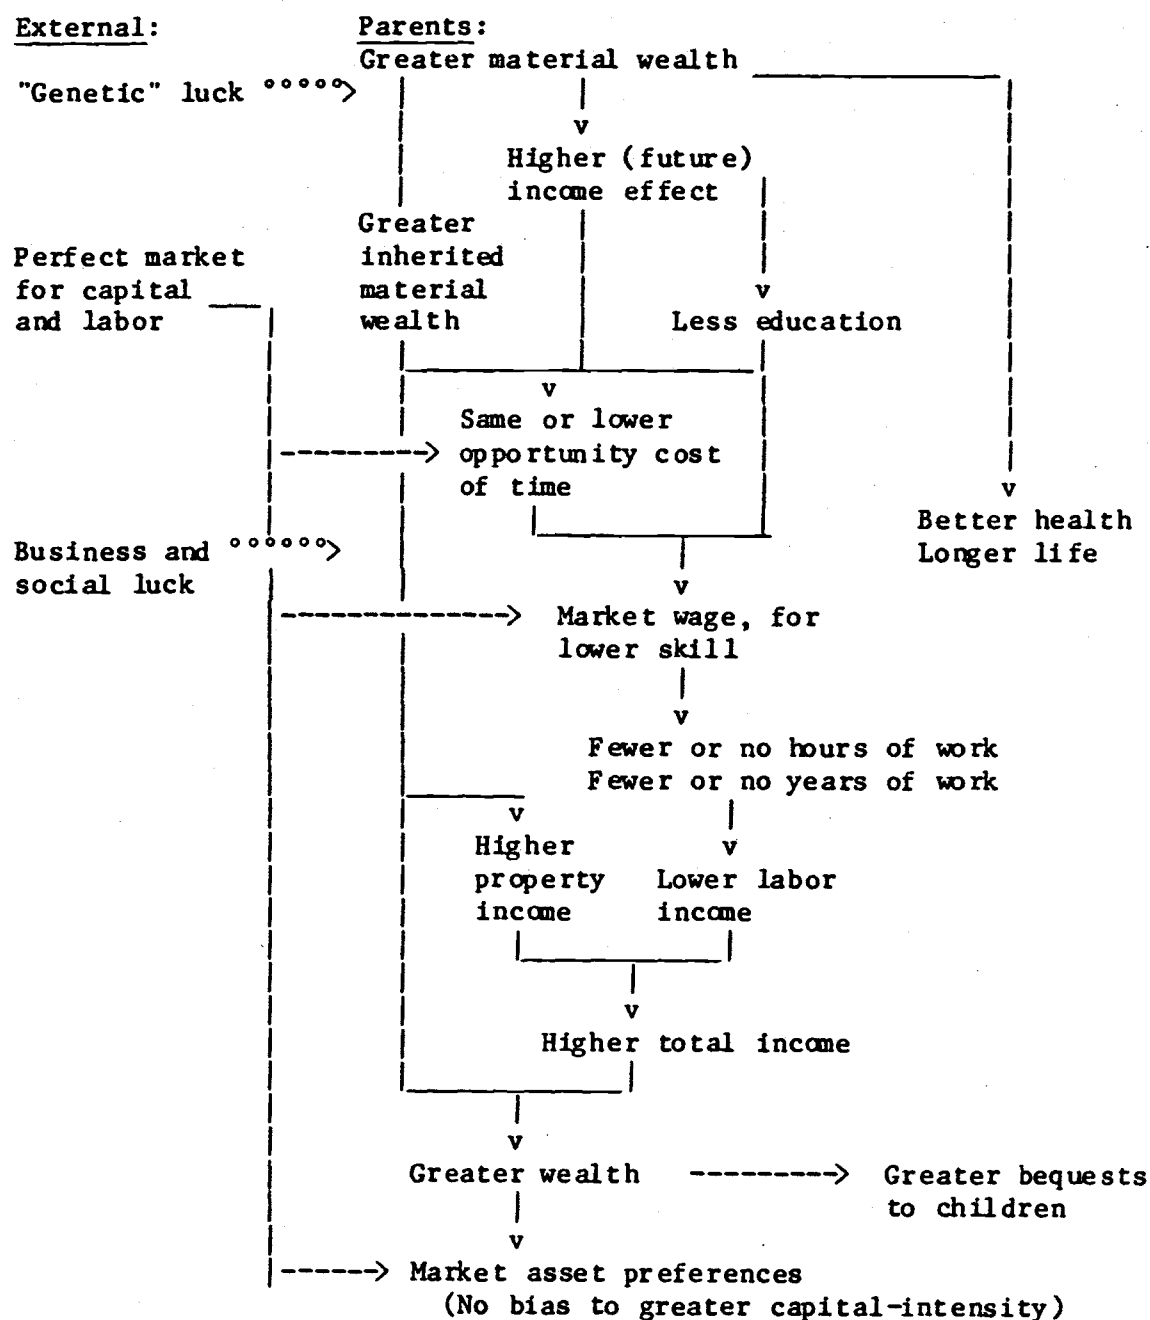 External:
Parents:
Greater material wealth
"Genetic" luck
Higher (future)
income effect
Greater
inherited
material
wealth
Perfect market
for capital
and labor
Less education
Same or lower
opportunity cost
of time
Better health
Longer life
Business and
social luck
Market wage, for
lower skill
Fewer or no hours of work
Fewer or no years of work
Higher
property
income
Lower labor
income
Higher total income
Greater wealth
Greater bequests
to children
Market asset preferences
(No bias to greater capital-intensity)